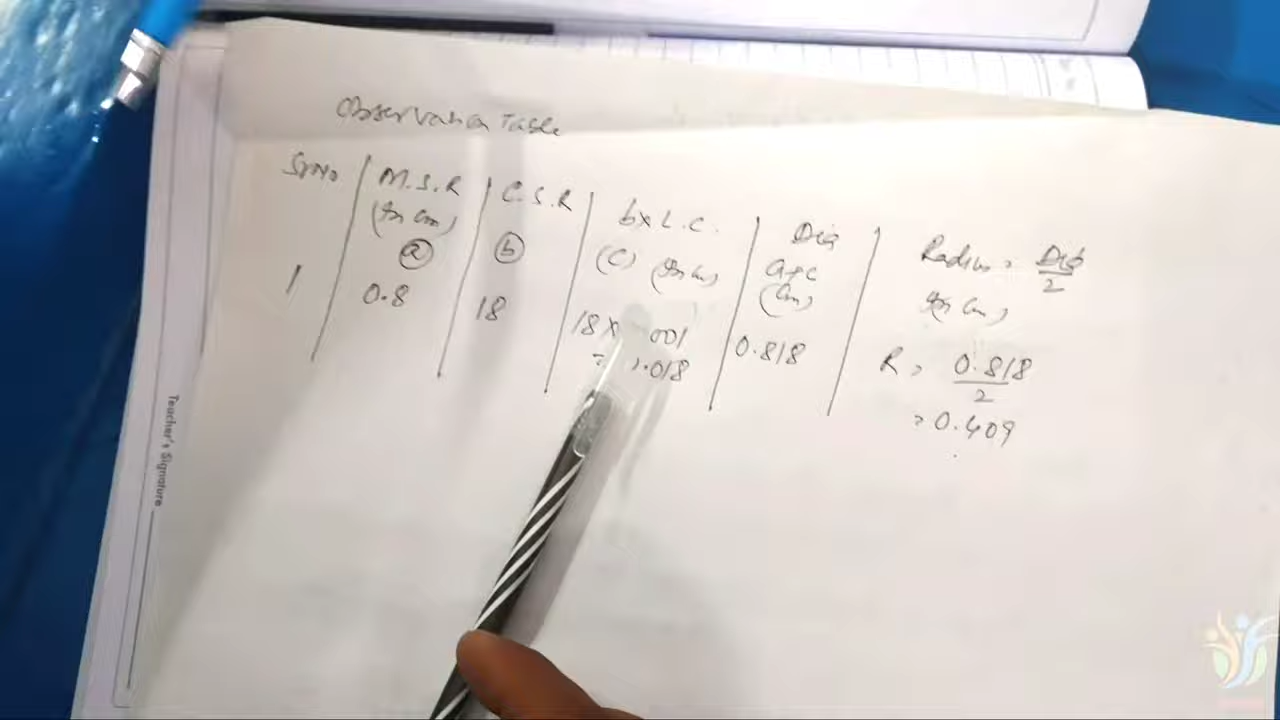 Observation Table
Sr No | M.S.R | C.S.R | b x L.C. | Dia | Radius = Dia/2
(In cm) | (C) (In cm) | a+c | (In cm)
(a) | (b) | (cm)
1 | 0.8 | 18 | 18 x 001 | 0.818 | R = 0.818/2
= .018 | = 0.409
Teacher's Signature